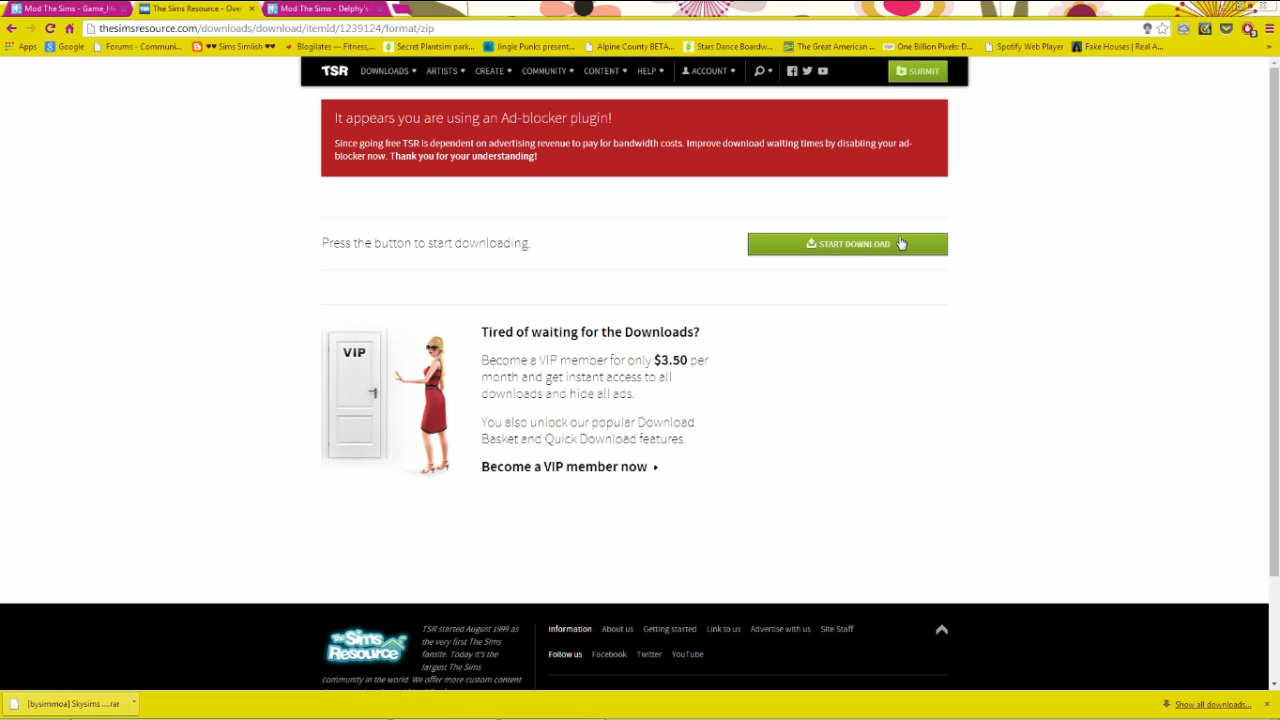 Mod The Sims - Game_H
The Sims Resource - Ove
Mod The Sims - Delphy's
thesimsresource.com/downloads/download/itemId/1239124/format/zip
Apps Google Forums - Communi... ♥♥ Sims Simlish ♥♥ Blogilates — Fitness,... Secret Plantsim park... Jingle Punks present... Alpine County BETA... Stars Dance Boardw... The Great American ... One Billion Pixels: D... Spotify Web Player Fake Houses | Real A...
TSR DOWNLOADS ARTISTS CREATE COMMUNITY CONTENT HELP ACCOUNT SUBMIT
It appears you are using an Ad-blocker plugin!
Since going free TSR is dependent on advertising revenue to pay for bandwidth costs. Improve download waiting times by disabling your ad-
blocker now. Thank you for your understanding!
Press the button to start downloading.
START DOWNLOAD
VIP
Tired of waiting for the Downloads?
Become a VIP member for only $3.50 per
month and get instant access to all
downloads and hide all ads.
You also unlock our popular Download
Basket and Quick Download features.
Become a VIP member now
The Sims Resource
TSR started August 1999 as
the very first The Sims
fansite. Today it's the
largest The Sims
community in the world. We offer more custom content
Information About us Getting started Link to us Advertise with us Site Staff
Follow us Facebook Twitter YouTube
[bysimmoa] Skysims ....rar
Show all downloads...